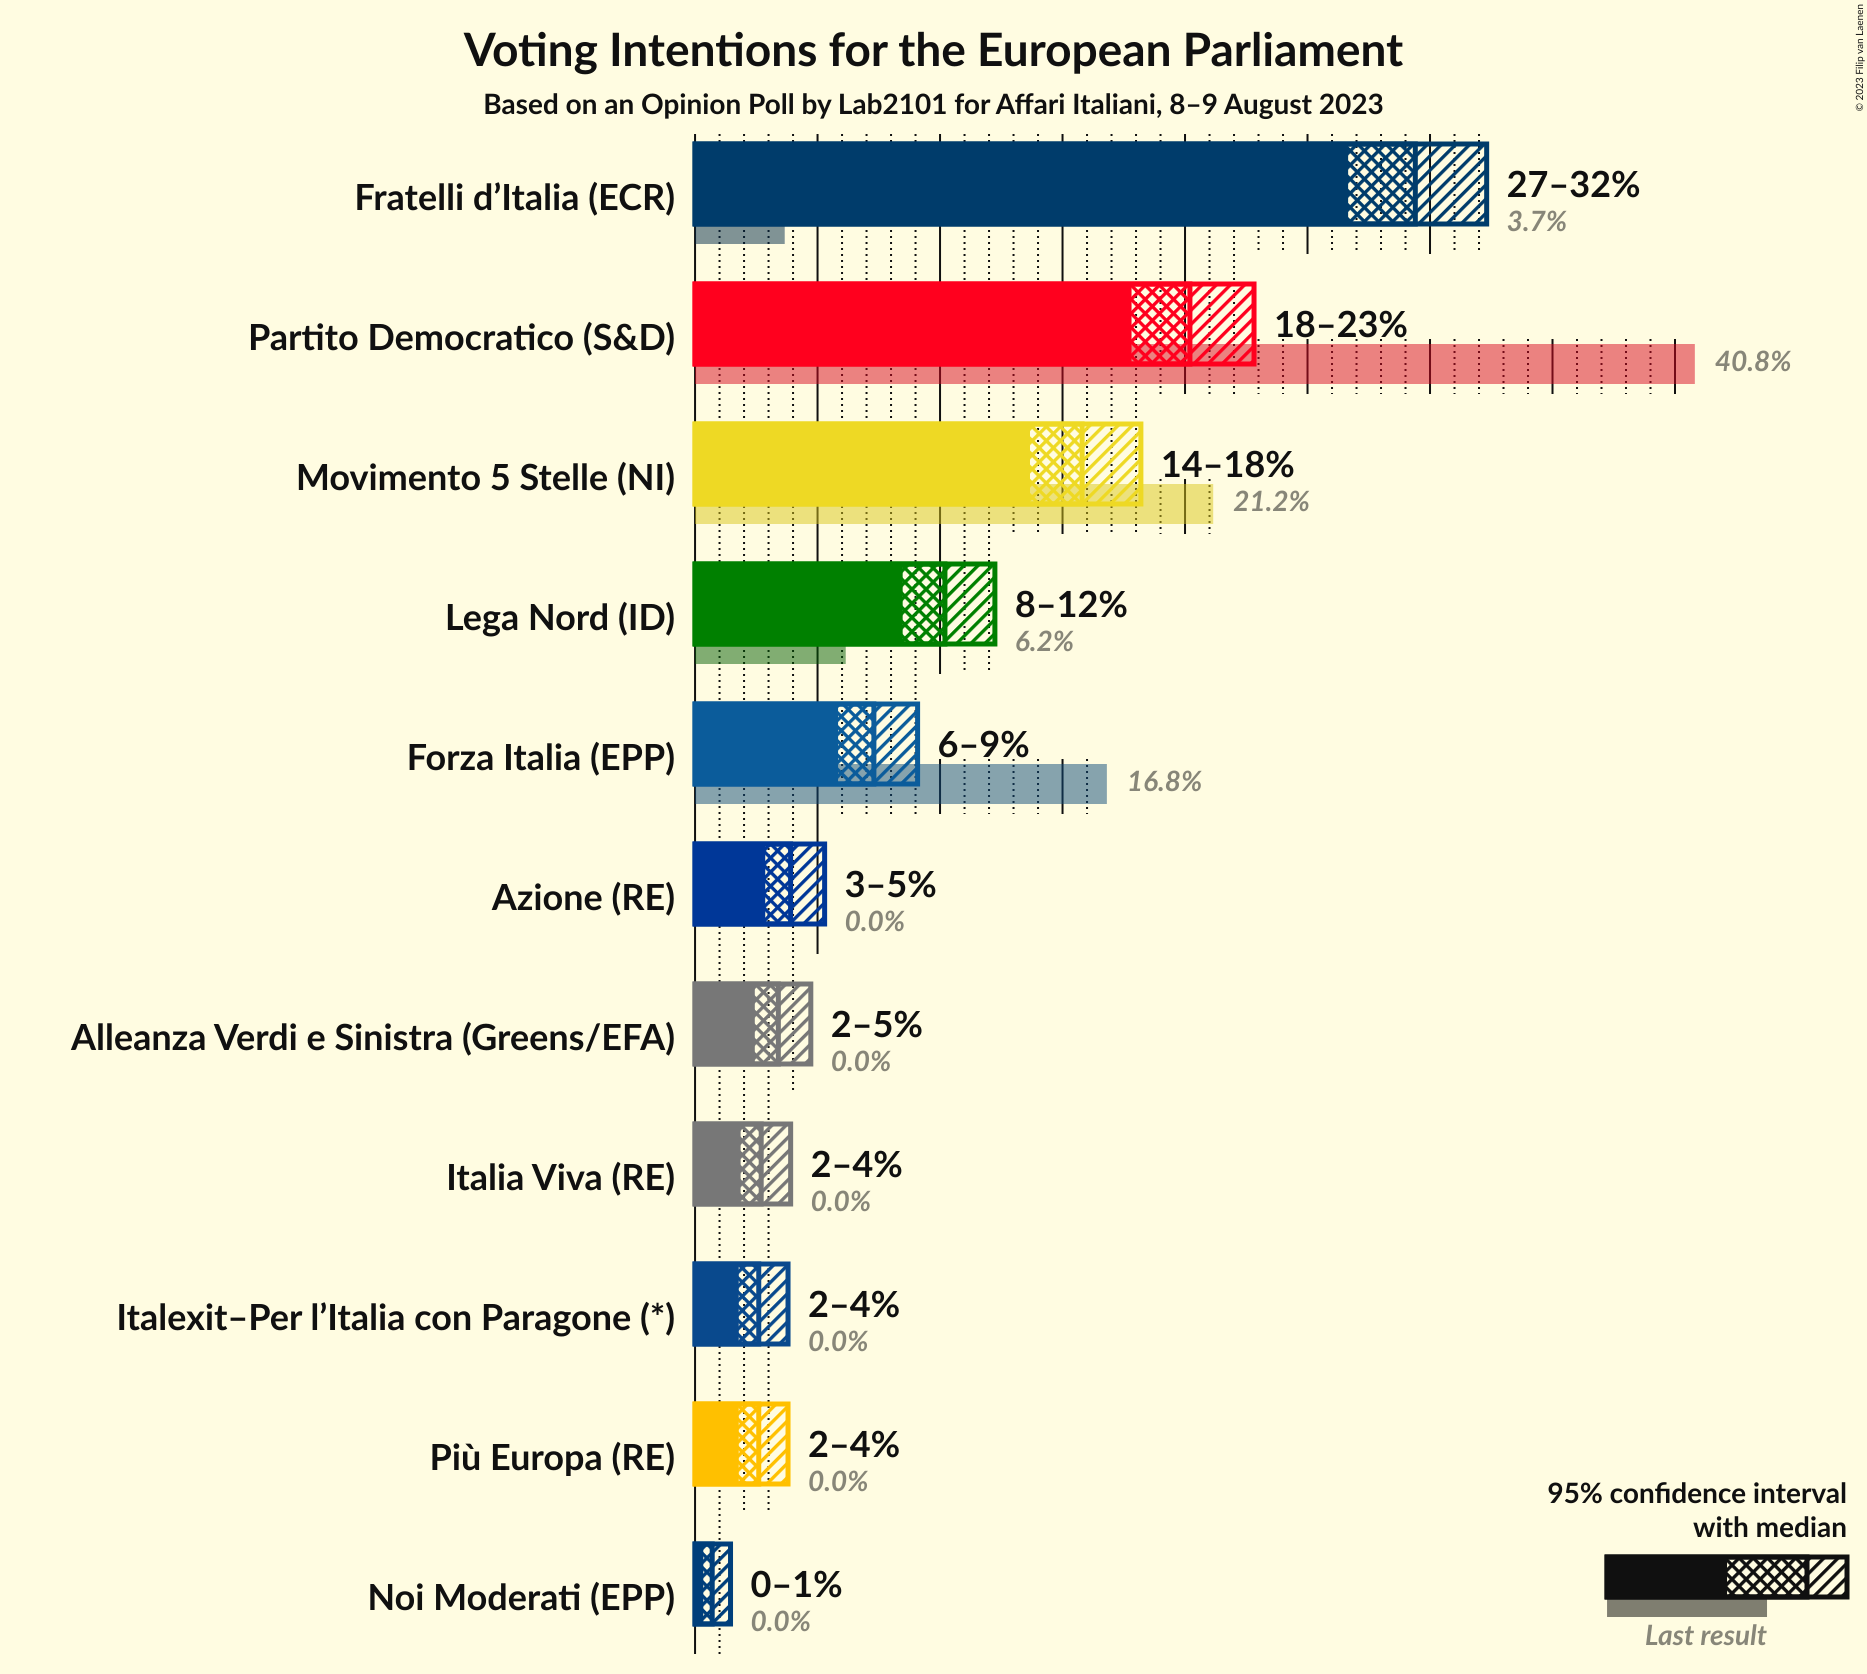 Voting Intentions for the European Parliament
Based on an Opinion Poll by Lab2101 for Affari Italiani, 8–9 August 2023
© 2023 Filip van Laenen
Fratelli d’Italia (ECR)
27–32%
3.7%
Partito Democratico (S&D)
18–23%
40.8%
Movimento 5 Stelle (NI)
14–18%
21.2%
Lega Nord (ID)
8–12%
6.2%
Forza Italia (EPP)
6–9%
16.8%
Azione (RE)
3–5%
0.0%
Alleanza Verdi e Sinistra (Greens/EFA)
2–5%
0.0%
Italia Viva (RE)
2–4%
0.0%
Italexit–Per l’Italia con Paragone (*)
2–4%
0.0%
Più Europa (RE)
2–4%
0.0%
Noi Moderati (EPP)
0–1%
0.0%
95% confidence interval
with median
Last result